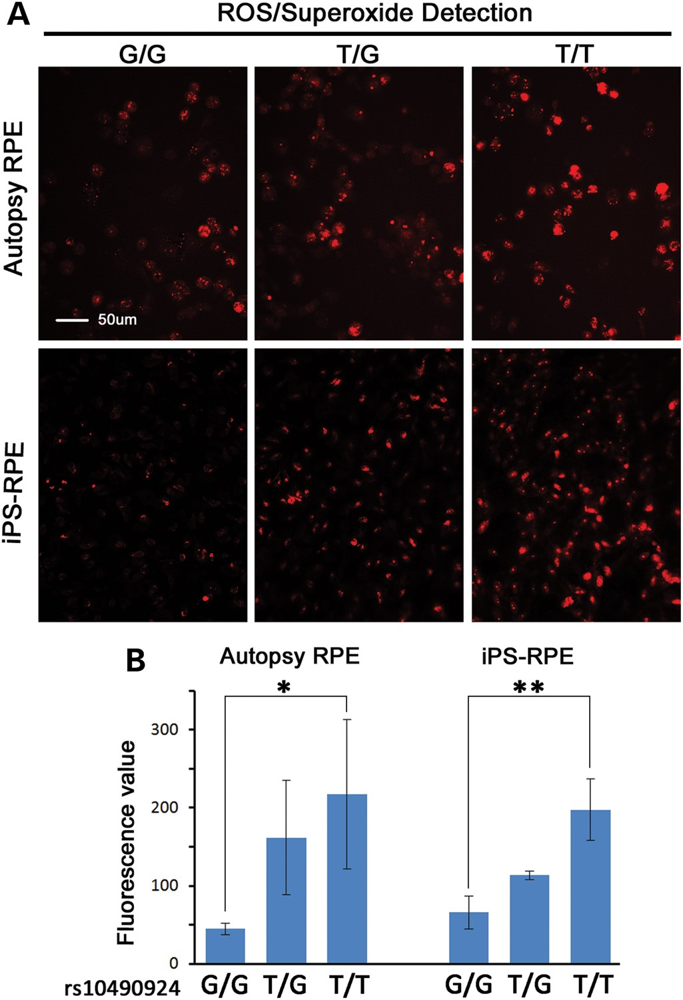 A
ROS/Superoxide Detection
G/G T/G T/T
Autopsy RPE
50um
iPS-RPE
B
Autopsy RPE iPS-RPE
* **
Fluorescence value
300
200
100
0
rs10490924 G/G T/G T/T G/G T/G T/T